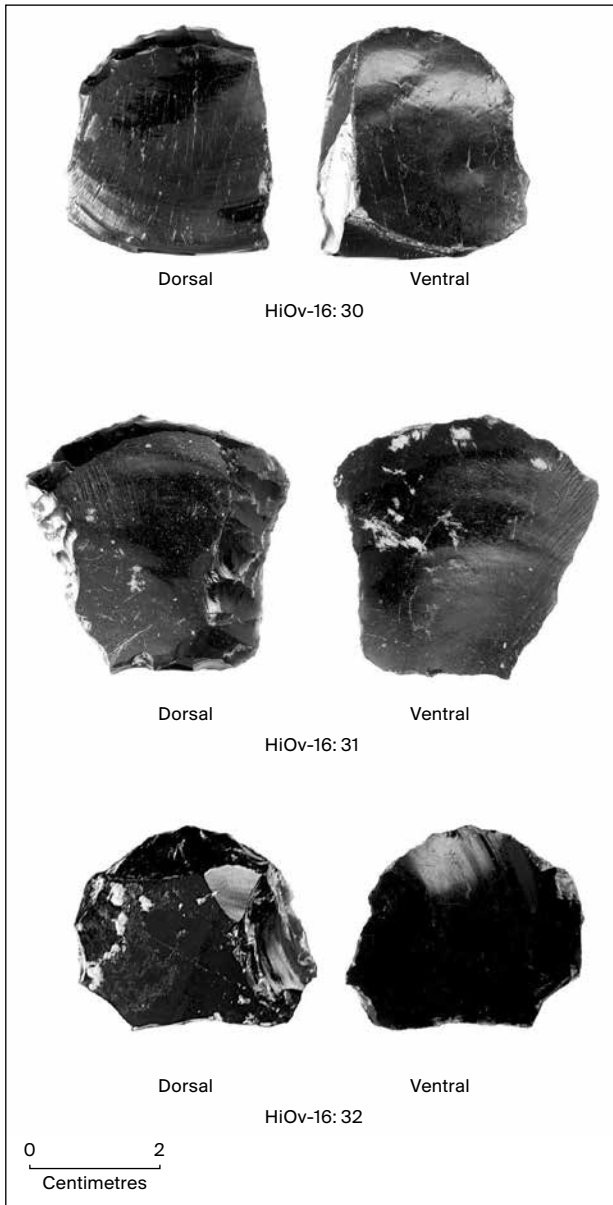 Dorsal Ventral
HiOv-16: 30
Dorsal Ventral
HiOv-16: 31
Dorsal Ventral
HiOv-16: 32
0 2
Centimetres